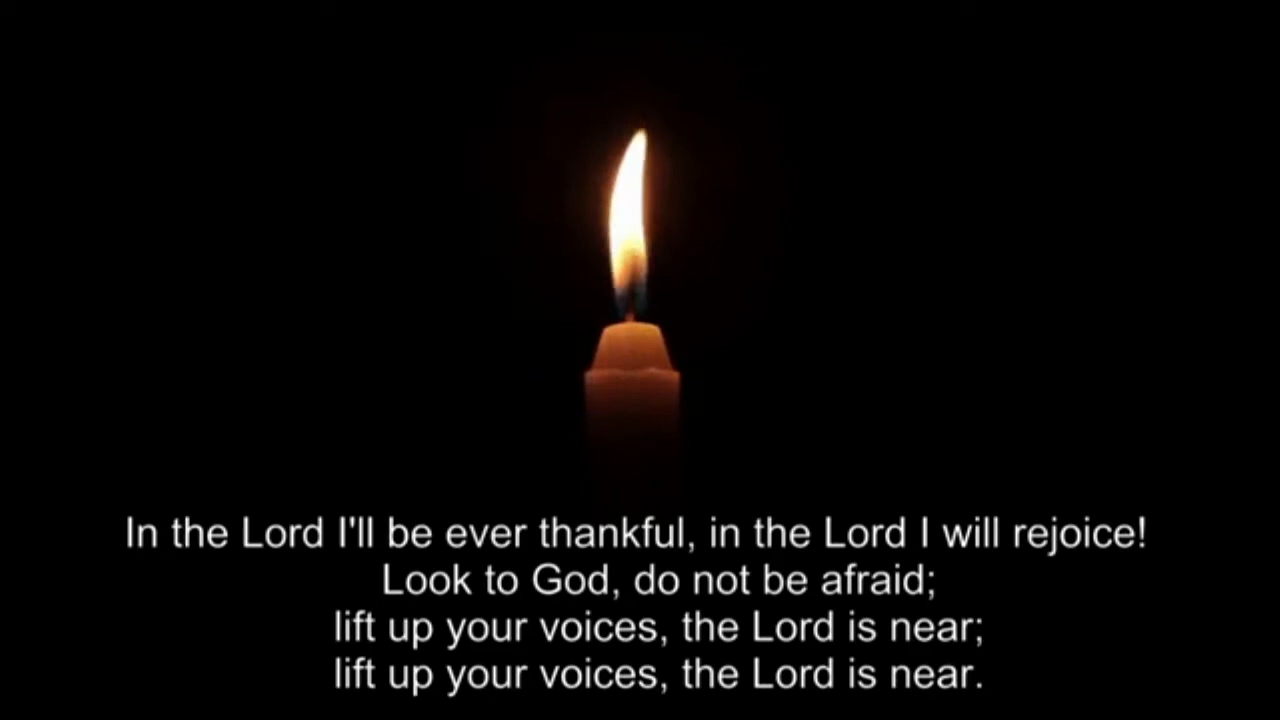 In the Lord I'll be ever thankful, in the Lord I will rejoice!
Look to God, do not be afraid;
lift up your voices, the Lord is near;
lift up your voices, the Lord is near.